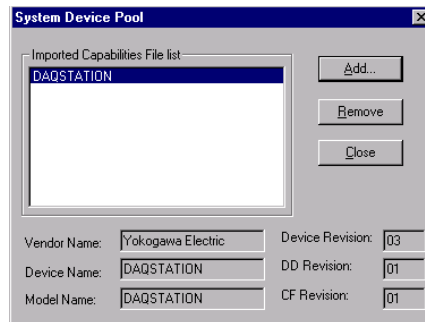 System Device Pool
Imported Capabilities File list
DAQSTATION
Add...
Remove
Close
Vendor Name: Yokogawa Electric
Device Revision: 03
Device Name: DAQSTATION
DD Revision: 01
Model Name: DAQSTATION
CF Revision: 01